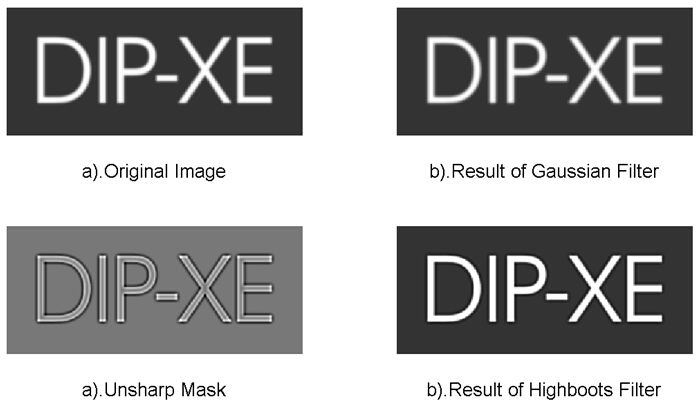 DIP-XE
DIP-XE
a).Original Image
b).Result of Gaussian Filter
DIP-XE
DIP-XE
a).Unsharp Mask
b).Result of Highboots Filter